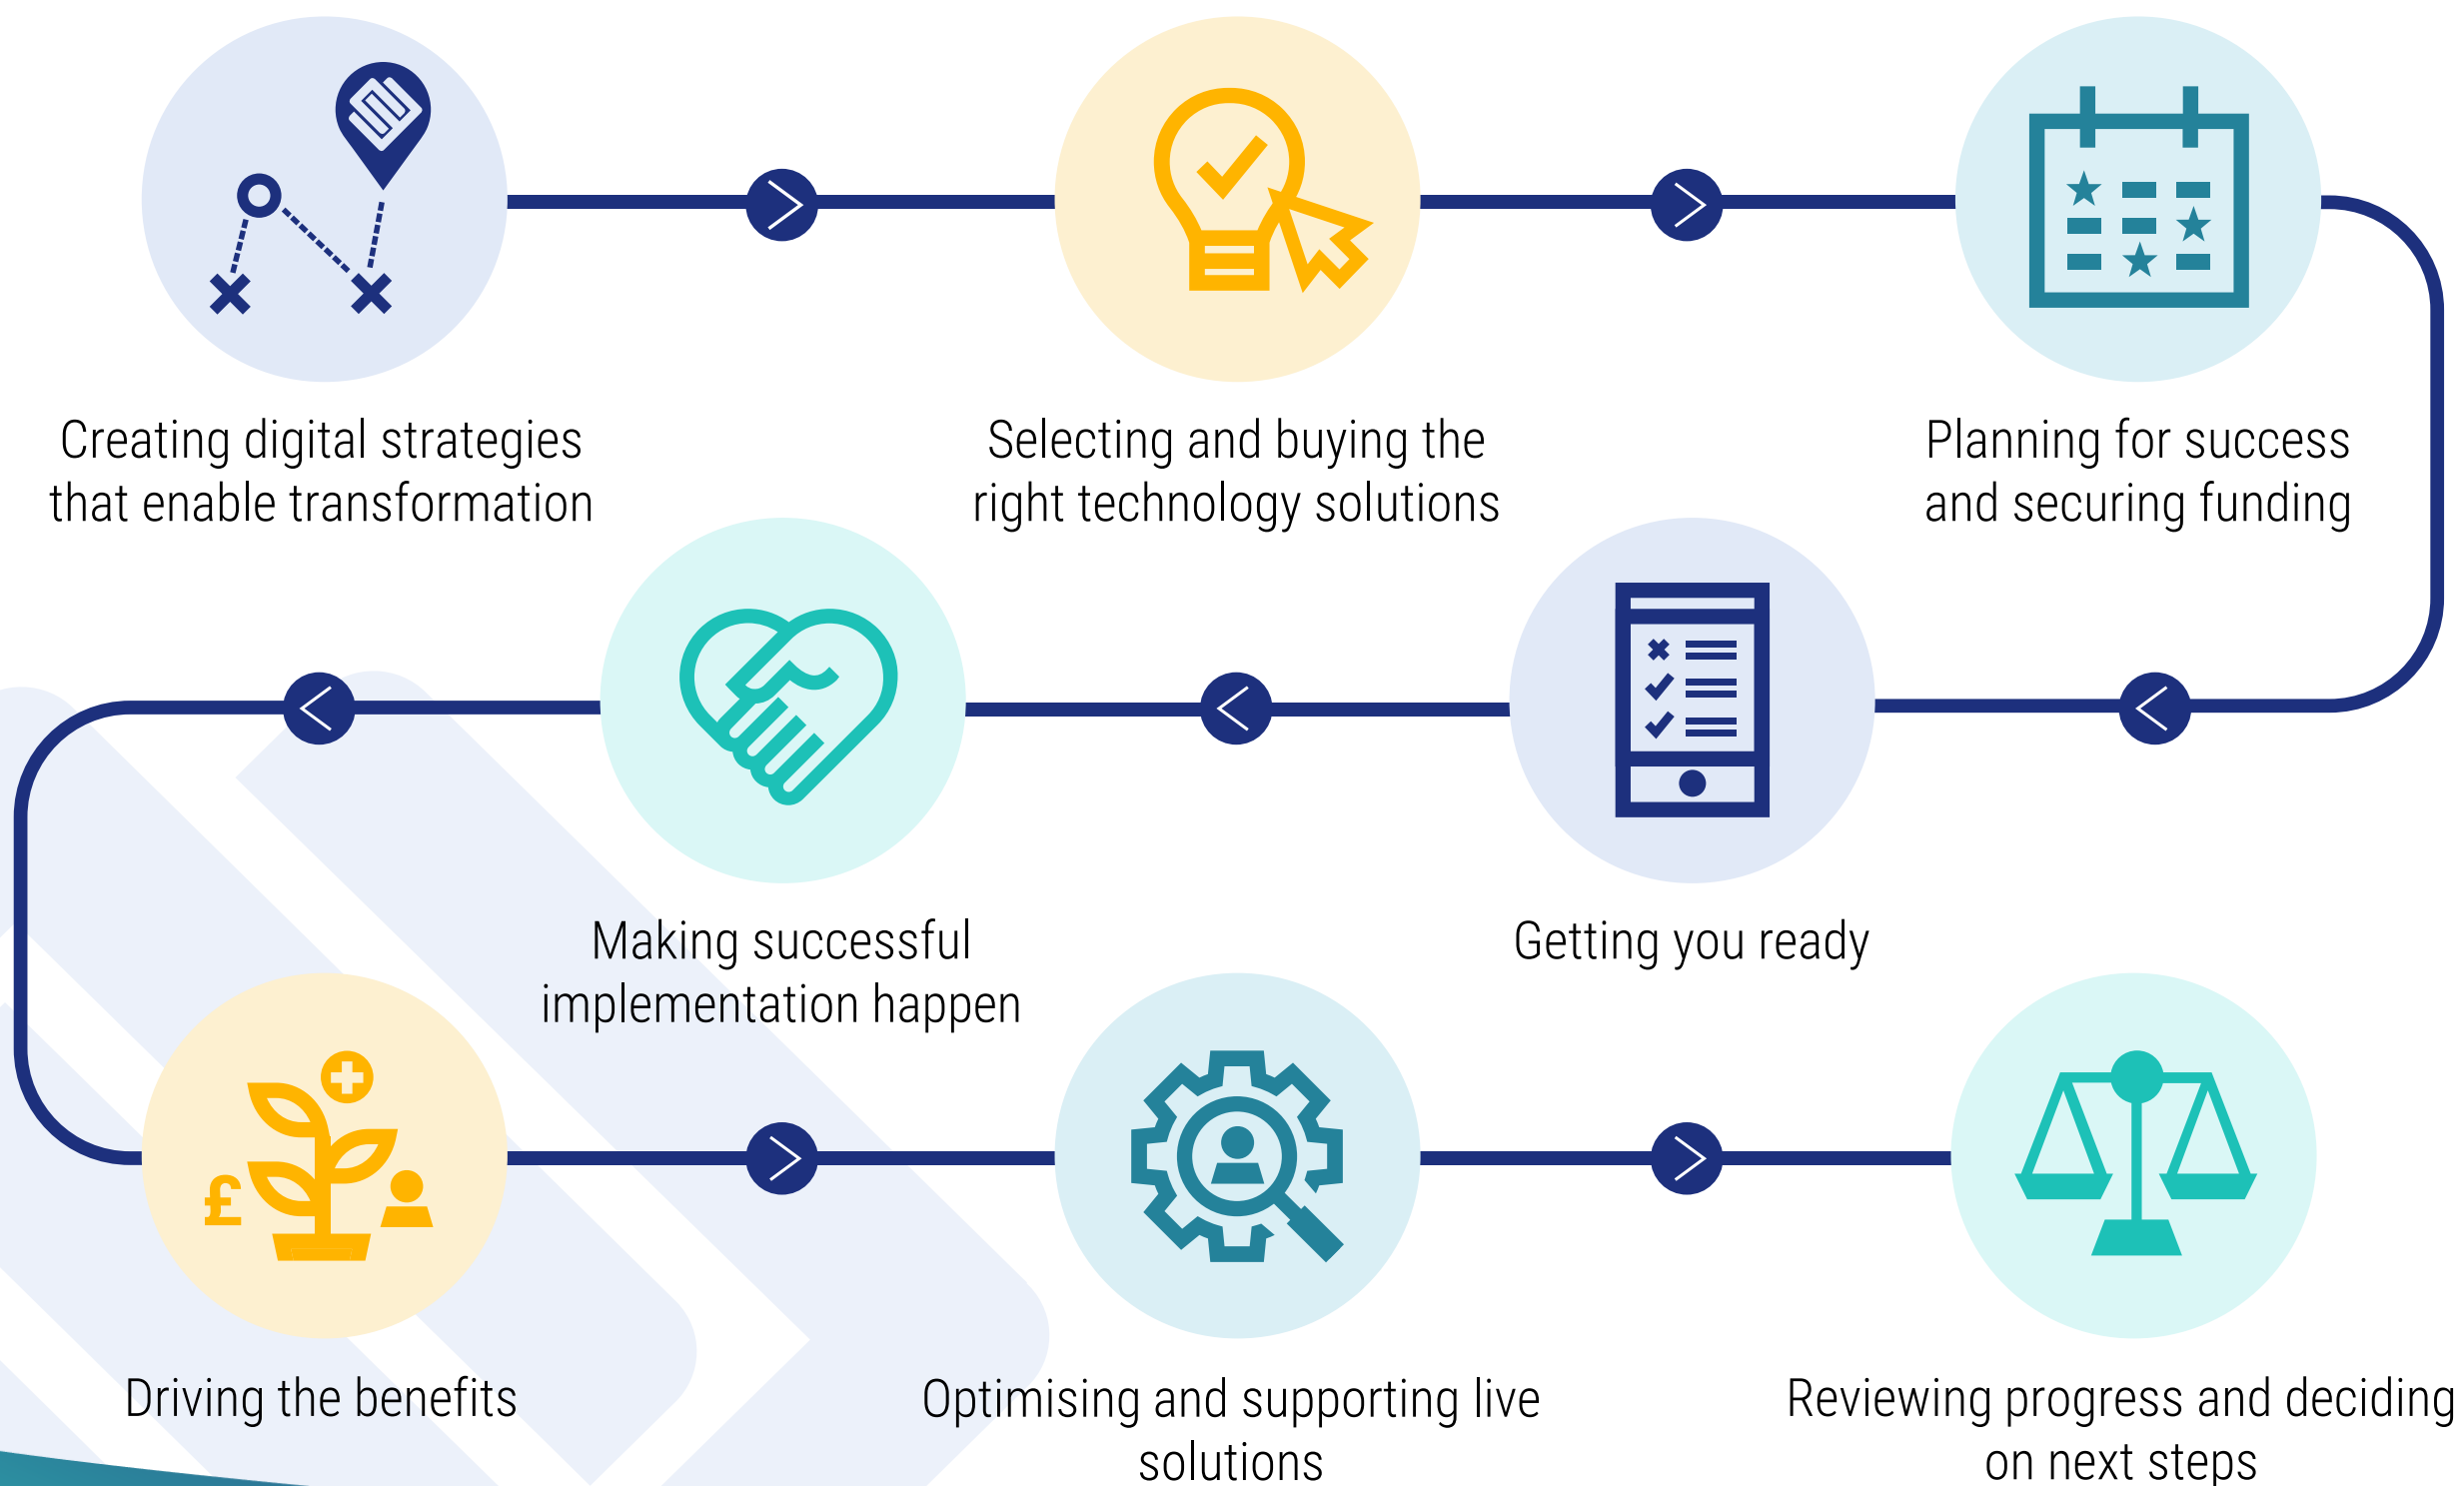 Creating digital strategies
that enable transformation
Selecting and buying the
right technology solutions
Planning for success
and securing funding
Getting you ready
Making successful
implementation happen
Driving the benefits
£
Optimising and supporting live
solutions
Reviewing progress and deciding
on next steps